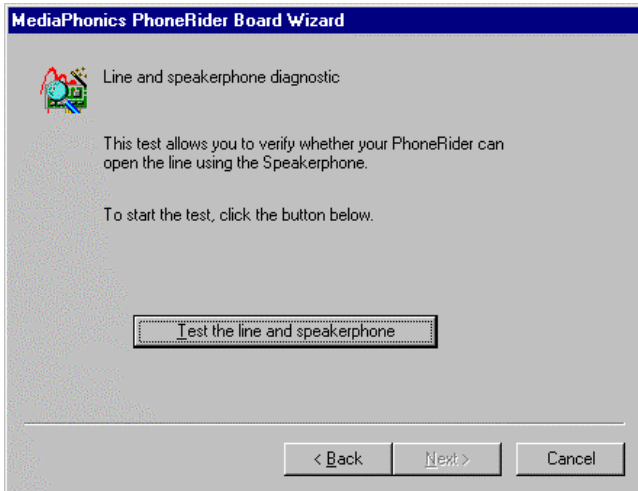 MediaPhonics PhoneRider Board Wizard
Line and speakerphone diagnostic
This test allows you to verify whether your PhoneRider can
open the line using the Speakerphone.
To start the test, click the button below.
Test the line and speakerphone
< Back
Next >
Cancel